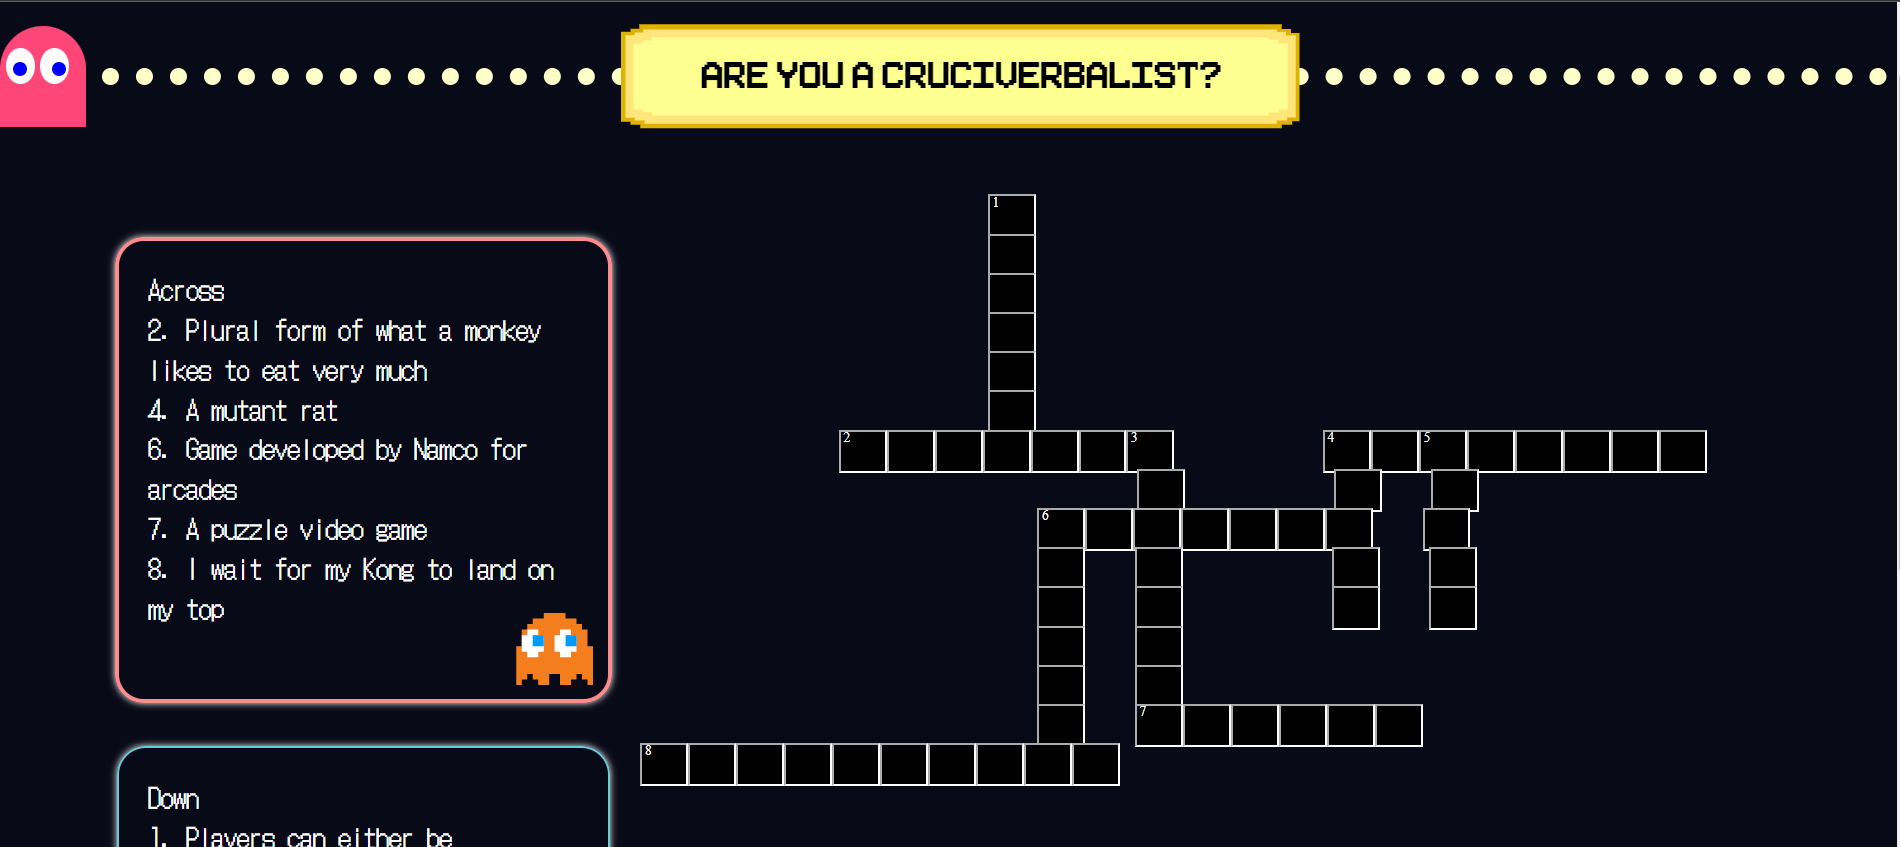 ARE YOU A CRUCIVERBALIST?
1
2
3
4
5
6
7
8
Across
2. Plural form of what a monkey
likes to eat very much
4. A mutant rat
6. Game developed by Namco for
arcades
7. A puzzle video game
8. I wait for my Kong to land on
my top
Down
1. Players can either be